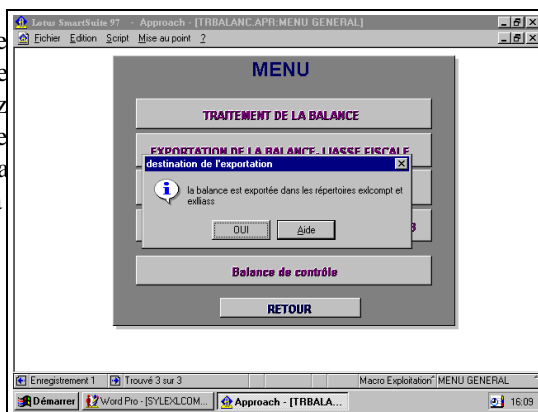 Lotus SmartSuite 97 - Approach - [TRBALANC.APR:MENU GENERAL]
Fichier Edition Script Mise au point ?
MENU
TRAITEMENT DE LA BALANCE
EXPORTATION DE LA BALANCE- LIASSE FISCALE
destination de l'exportation
la balance est exportée dans les répertoires exlcompt et
exlliass
OUI Aide
Balance de contrôle
RETOUR
Enregistrement 1 Trouvé 3 sur 3 Macro Exploitation MENU GENERAL
Démarrer Word Pro - [SYLEXLCOM... Approach - [TRBALA... 16:09